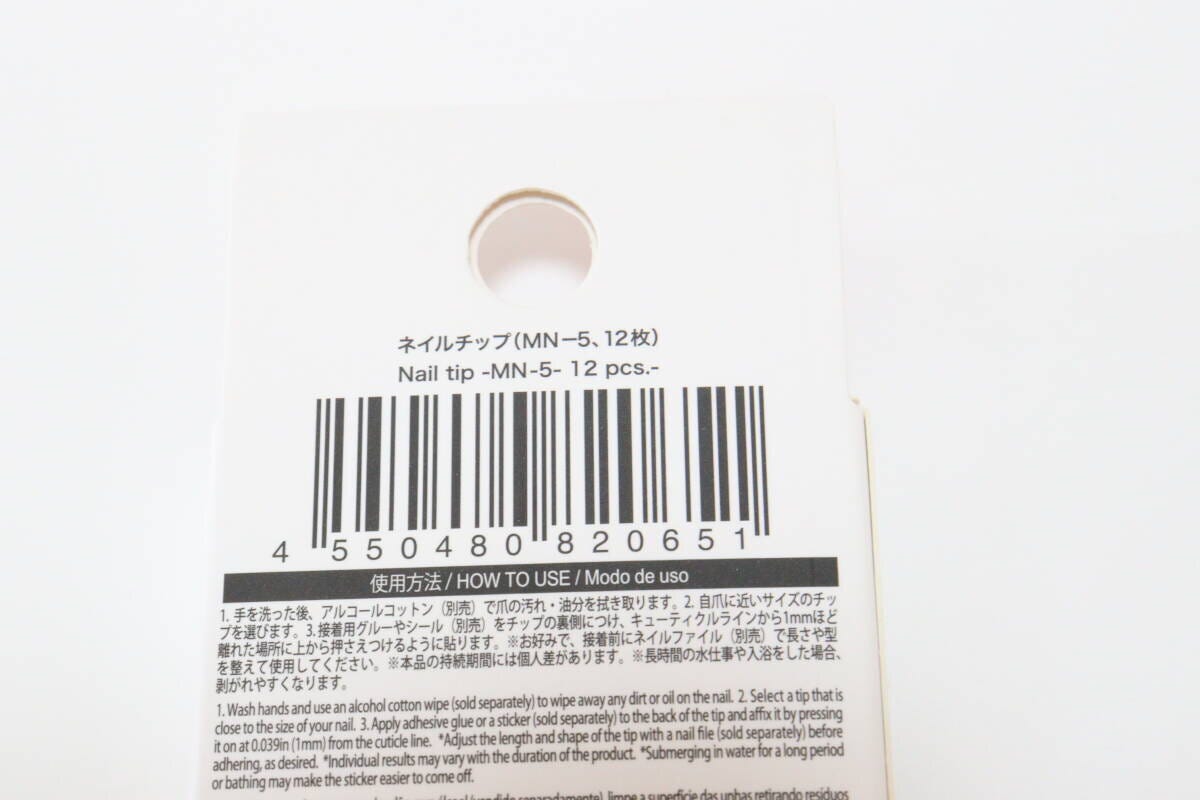 ネイルチップ(MN−5、12枚)
Nail tip -MN-5- 12 pcs.-
4 550480 820651
使用方法 / HOW TO USE / Modo de uso
1. 手を洗った後、アルコールコットン（別売）で爪の汚れ・油分を拭き取ります。2. 自爪に近いサイズのチッ
プを選びます。3. 接着用グルーやシール（別売）をチップの裏側につけ、キューティクルラインから1mmほど
離れた場所に上から押さえつけるように貼ります。※お好みで、接着前にネイルファイル（別売）で長さや型
を整えて使用してください。※本品の持続期間には個人差があります。※長時間の水仕事や入浴をした場合、
剥がれやすくなります。
1. Wash hands and use an alcohol cotton wipe (sold separately) to wipe away any dirt or oil on the nail. 2. Select a tip that is
close to the size of your nail. 3. Apply adhesive glue or a sticker (sold separately) to the back of the tip and affix it by pressing
it on at 0.039in (1mm) from the cuticle line. *Adjust the length and shape of the tip with a nail file (sold separately) before
adhering, as desired. *Individual results may vary with the duration of the product. *Submerging in water for a long period
or bathing may make the sticker easier to come off.
limpe a superfície das unhas retirando resíduos